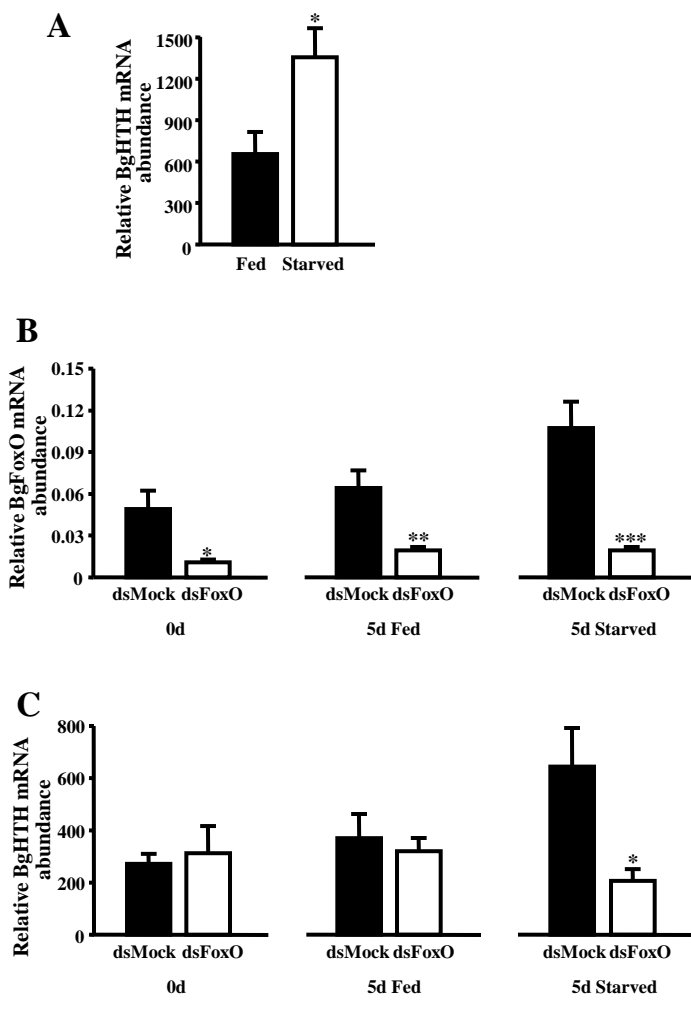 A
Relative BgHTH mRNA
abundance
1500
1200
900
600
300
0
*
Fed Starved
B
Relative BgFoxO mRNA
abundance
0.15
0.12
0.09
0.06
0.03
0
*
**
***
dsMock dsFoxO dsMock dsFoxO dsMock dsFoxO
0d 5d Fed 5d Starved
C
Relative BgHTH mRNA
abundance
800
600
400
200
0
*
dsMock dsFoxO dsMock dsFoxO dsMock dsFoxO
0d 5d Fed 5d Starved